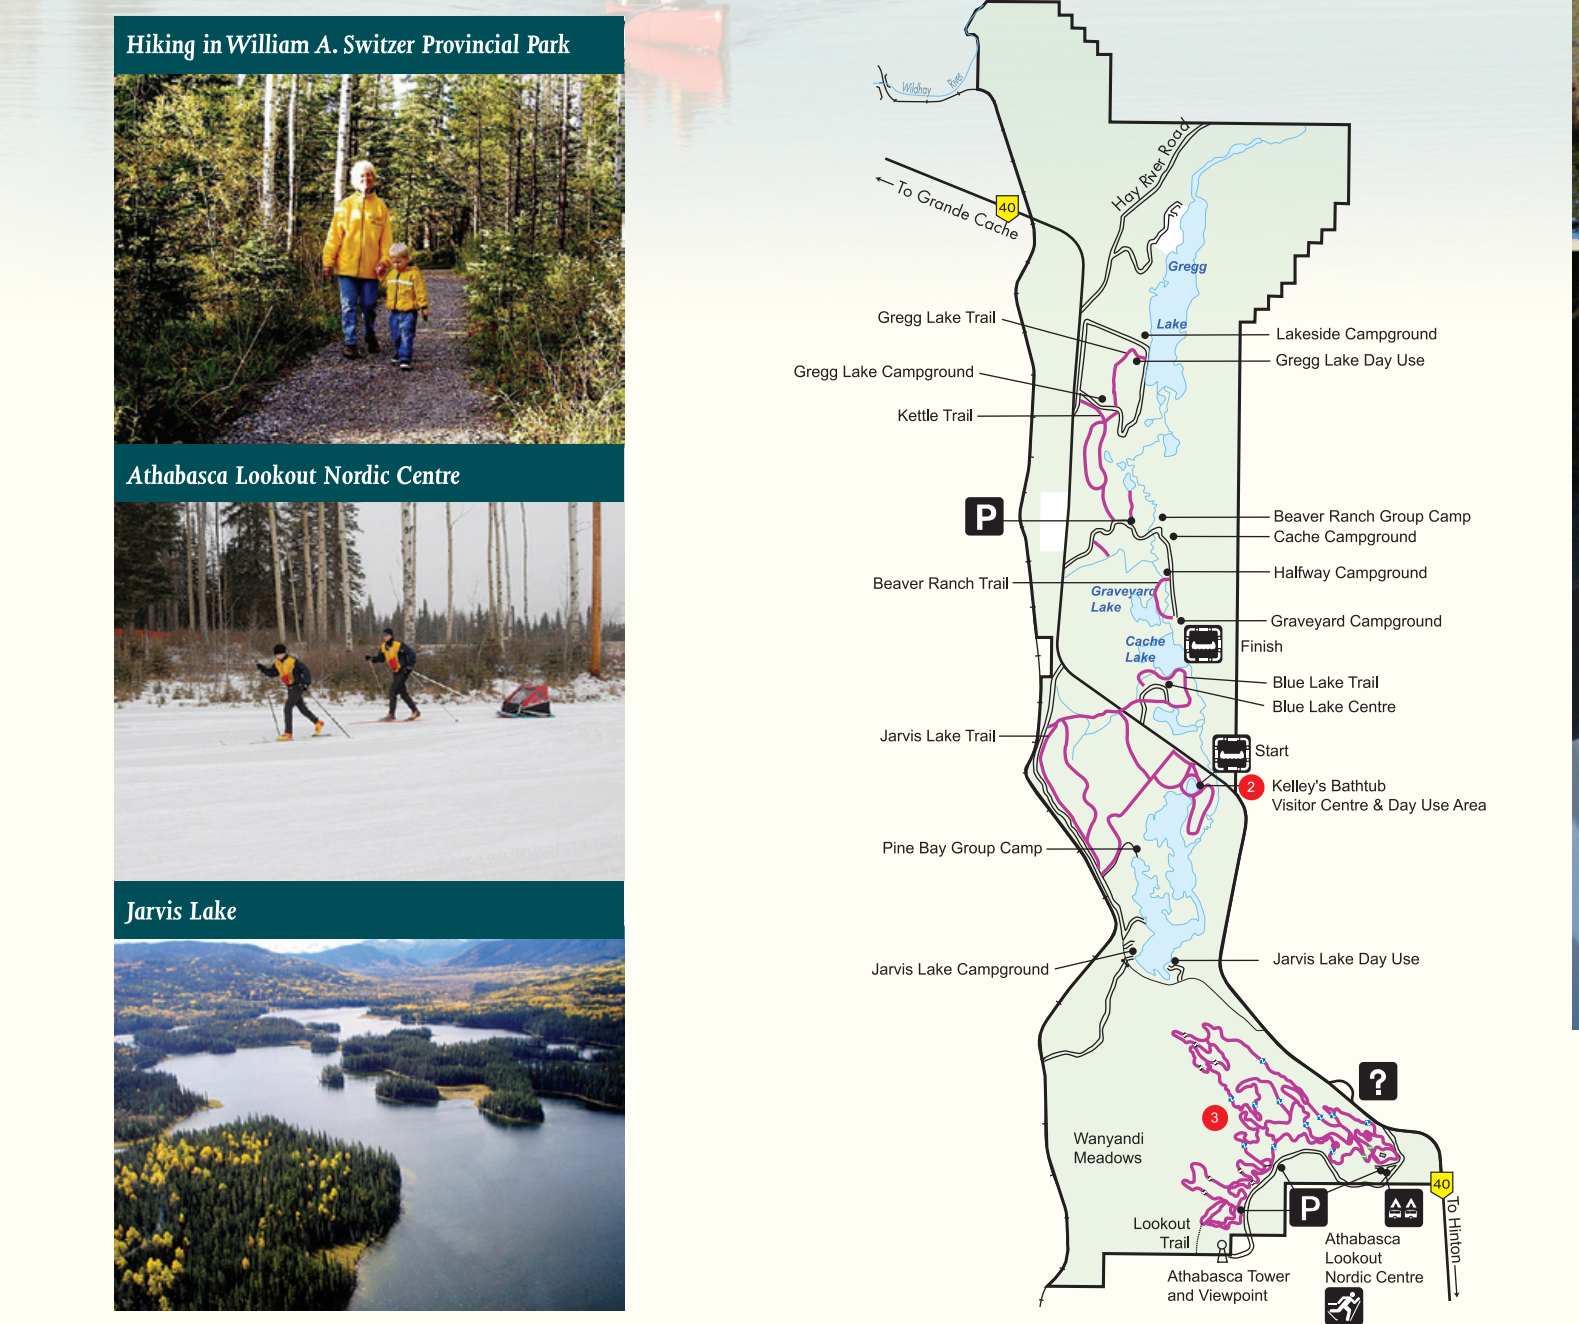 Hiking in William A. Switzer Provincial Park
Athabasca Lookout Nordic Centre
Jarvis Lake
Wildhay River
Hay River Road
40
To Grande Cache
Gregg
Lake
Gregg Lake Trail
Lakeside Campground
Gregg Lake Day Use
Gregg Lake Campground
Kettle Trail
P
Beaver Ranch Group Camp
Cache Campground
Halfway Campground
Beaver Ranch Trail
Graveyard
Lake
Graveyard Campground
Cache
Lake
Finish
Blue Lake Trail
Blue Lake Centre
Jarvis Lake Trail
Start
2
Kelley's Bathtub
Visitor Centre & Day Use Area
Pine Bay Group Camp
Jarvis Lake Day Use
Jarvis Lake Campground
?
3
Wanyandi
Meadows
40
To Hinton
P
Lookout
Trail
Athabasca
Lookout
Nordic Centre
Athabasca Tower
and Viewpoint